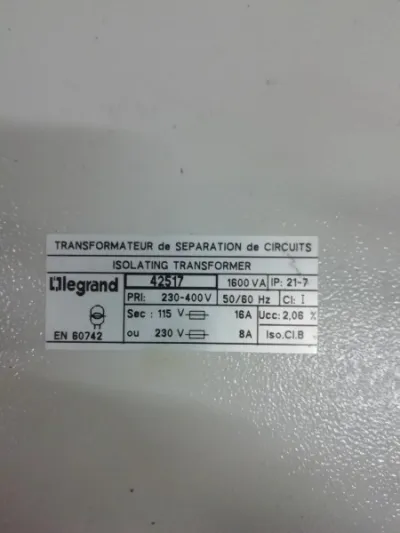 TRANSFORMATEUR de SEPARATION de CIRCUITS
ISOLATING TRANSFORMER
legrand 42517 1600 VA IP: 21-7
PRI: 230-400 V 50/60 Hz Cl: I
Sec : 115 V 16A Ucc: 2,06 %
EN 60742 ou 230 V 8A Iso.Cl.B